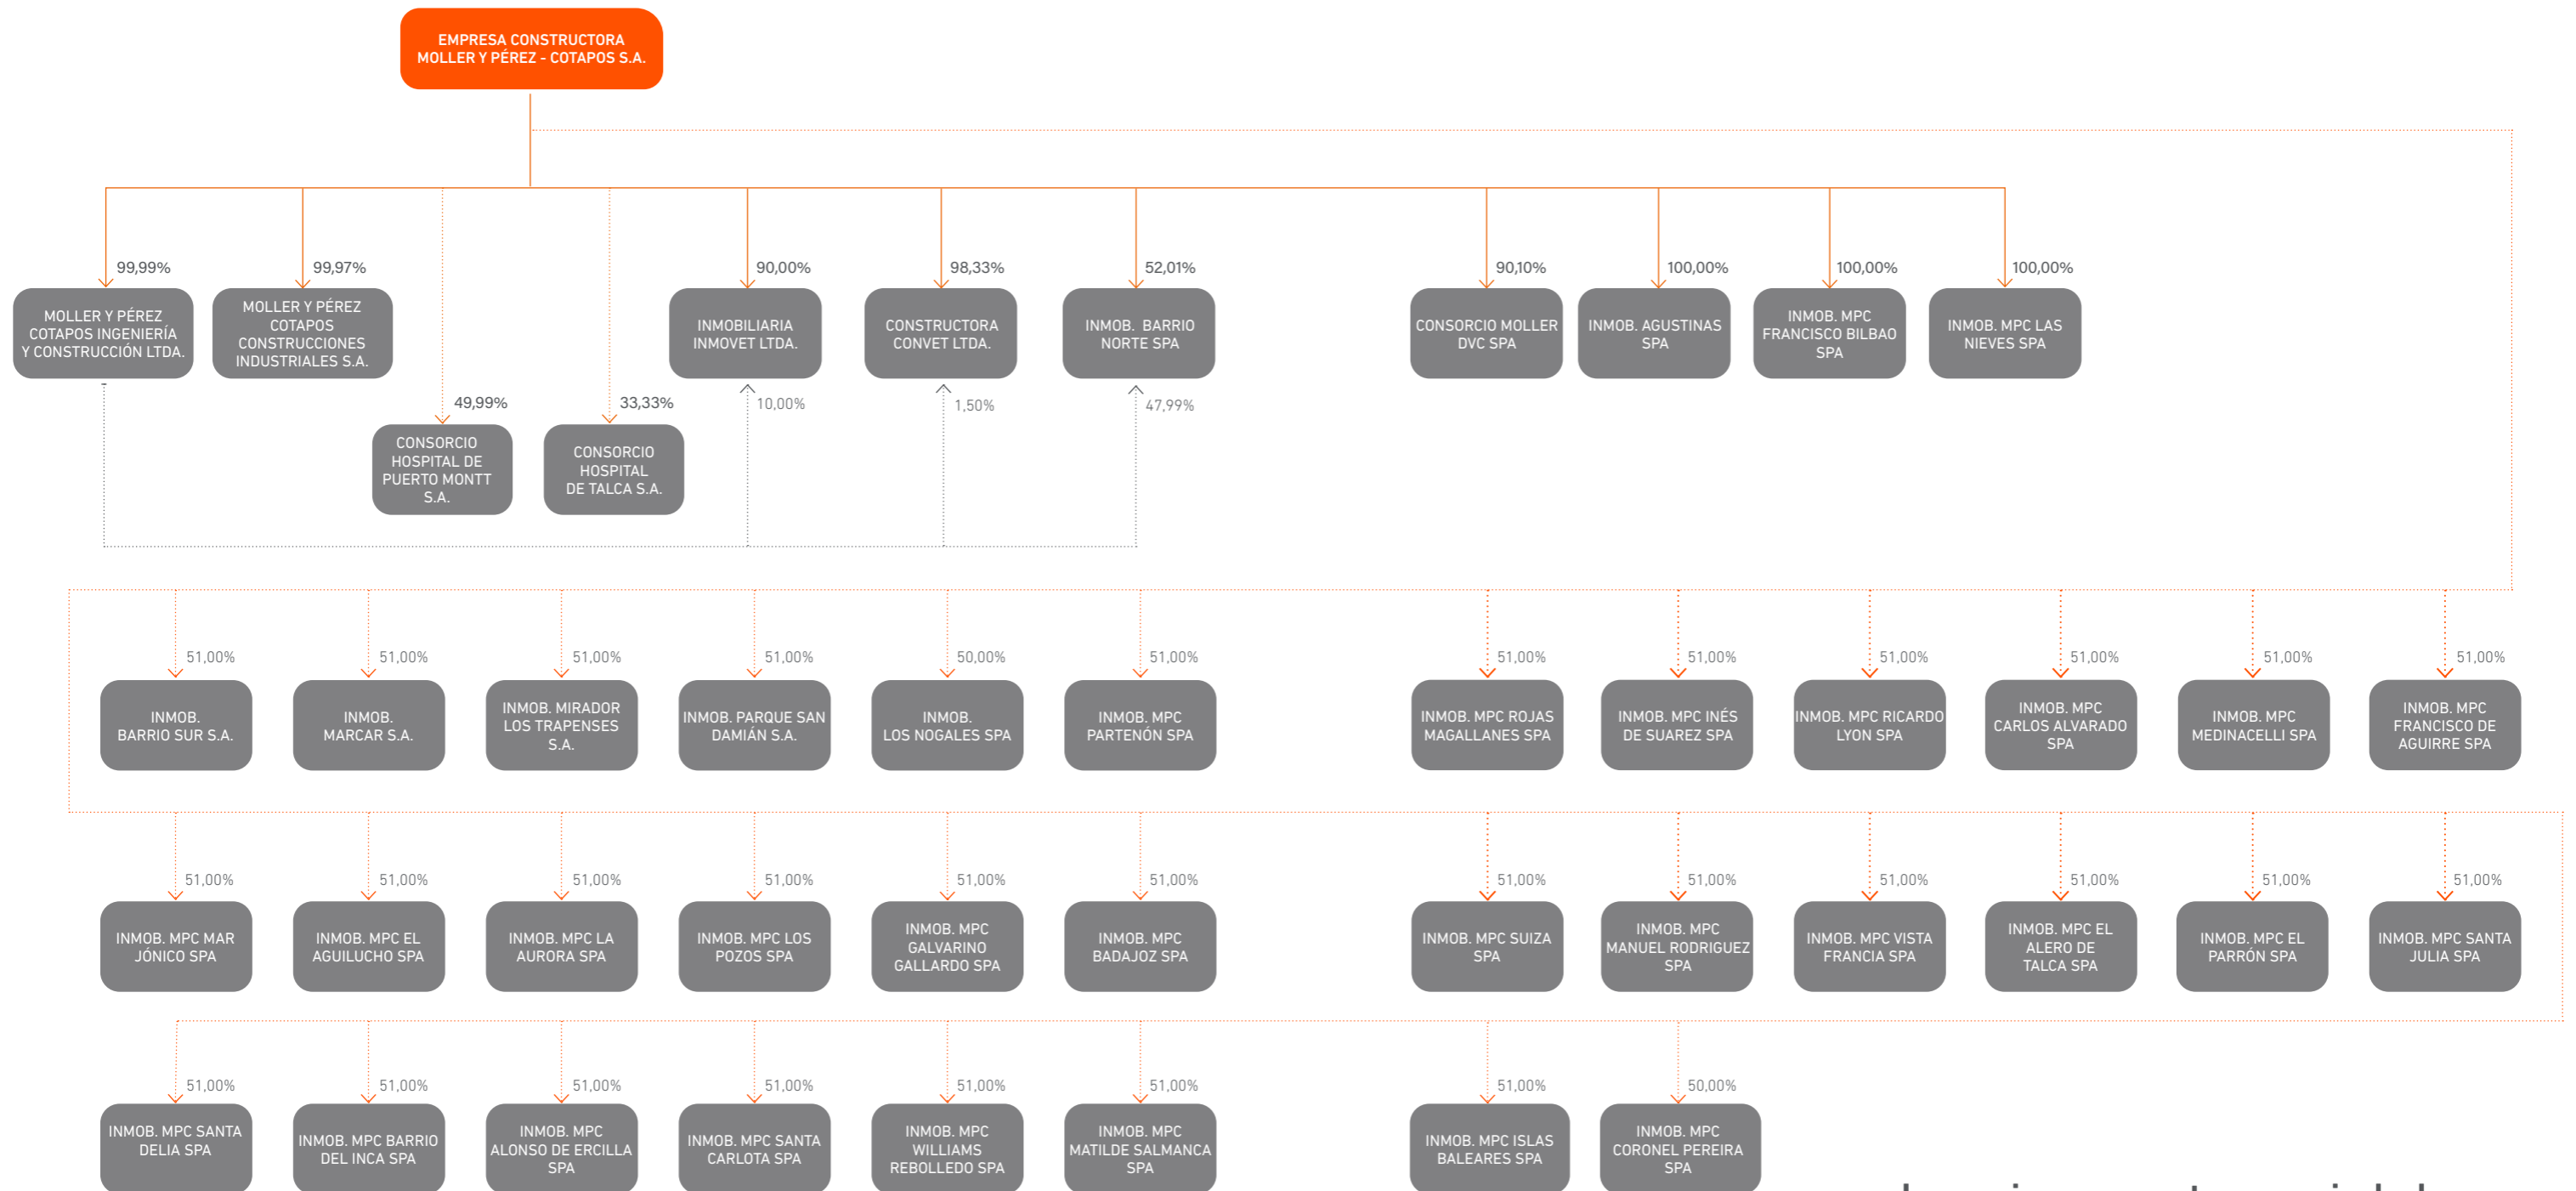 EMPRESA CONSTRUCTORA
MOLLER Y PÉREZ - COTAPOS S.A.
99,99%
99,97%
90,00%
98,33%
52,01%
90,10%
100,00%
100,00%
100,00%
MOLLER Y PÉREZ
COTAPOS INGENIERÍA
Y CONSTRUCCIÓN LTDA.
MOLLER Y PÉREZ
COTAPOS
CONSTRUCCIONES
INDUSTRIALES S.A.
INMOBILIARIA
INMOVET LTDA.
CONSTRUCTORA
CONVET LTDA.
INMOB. BARRIO
NORTE SPA
CONSORCIO MOLLER
DVC SPA
INMOB. AGUSTINAS
SPA
INMOB. MPC
FRANCISCO BILBAO
SPA
INMOB. MPC LAS
NIEVES SPA
49,99%
33,33%
10,00%
1,50%
47,99%
CONSORCIO
HOSPITAL DE
PUERTO MONTT
S.A.
CONSORCIO
HOSPITAL
DE TALCA S.A.
51,00%
51,00%
51,00%
51,00%
50,00%
51,00%
51,00%
51,00%
51,00%
51,00%
51,00%
51,00%
INMOB.
BARRIO SUR S.A.
INMOB.
MARCAR S.A.
INMOB. MIRADOR
LOS TRAPENSES
S.A.
INMOB. PARQUE SAN
DAMIÁN S.A.
INMOB.
LOS NOGALES SPA
INMOB. MPC
PARTENÓN SPA
INMOB. MPC ROJAS
MAGALLANES SPA
INMOB. MPC INÉS
DE SUAREZ SPA
INMOB. MPC RICARDO
LYON SPA
INMOB. MPC
CARLOS ALVARADO
SPA
INMOB. MPC
MEDINACELLI SPA
INMOB. MPC
FRANCISCO DE
AGUIRRE SPA
51,00%
51,00%
51,00%
51,00%
51,00%
51,00%
51,00%
51,00%
51,00%
51,00%
51,00%
51,00%
INMOB. MPC MAR
JÓNICO SPA
INMOB. MPC EL
AGUILUCHO SPA
INMOB. MPC LA
AURORA SPA
INMOB. MPC LOS
POZOS SPA
INMOB. MPC
GALVARINO
GALLARDO SPA
INMOB. MPC
BADAJOZ SPA
INMOB. MPC SUIZA
SPA
INMOB. MPC
MANUEL RODRIGUEZ
SPA
INMOB. MPC VISTA
FRANCIA SPA
INMOB. MPC EL
ALERO DE
TALCA SPA
INMOB. MPC EL
PARRÓN SPA
INMOB. MPC SANTA
JULIA SPA
51,00%
51,00%
51,00%
51,00%
51,00%
51,00%
51,00%
50,00%
INMOB. MPC SANTA
DELIA SPA
INMOB. MPC BARRIO
DEL INCA SPA
INMOB. MPC
ALONSO DE ERCILLA
SPA
INMOB. MPC SANTA
CARLOTA SPA
INMOB. MPC
WILLIAMS
REBOLLEDO SPA
INMOB. MPC
MATILDE SALMANCA
SPA
INMOB. MPC ISLAS
BALEARES SPA
INMOB. MPC
CORONEL PEREIRA
SPA